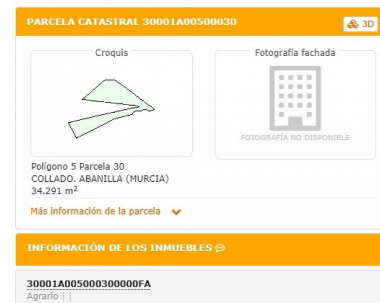 PARCELA CATASTRAL 30001A00500030
3D
Croquis
Fotografía fachada
FOTOGRAFÍA NO DISPONIBLE
Polígono 5 Parcela 30
COLLADO. ABANILLA (MURCIA)
34.291 m²
Más información de la parcela
INFORMACIÓN DE LOS INMUEBLES
30001A005000300000FA
Agrario | |